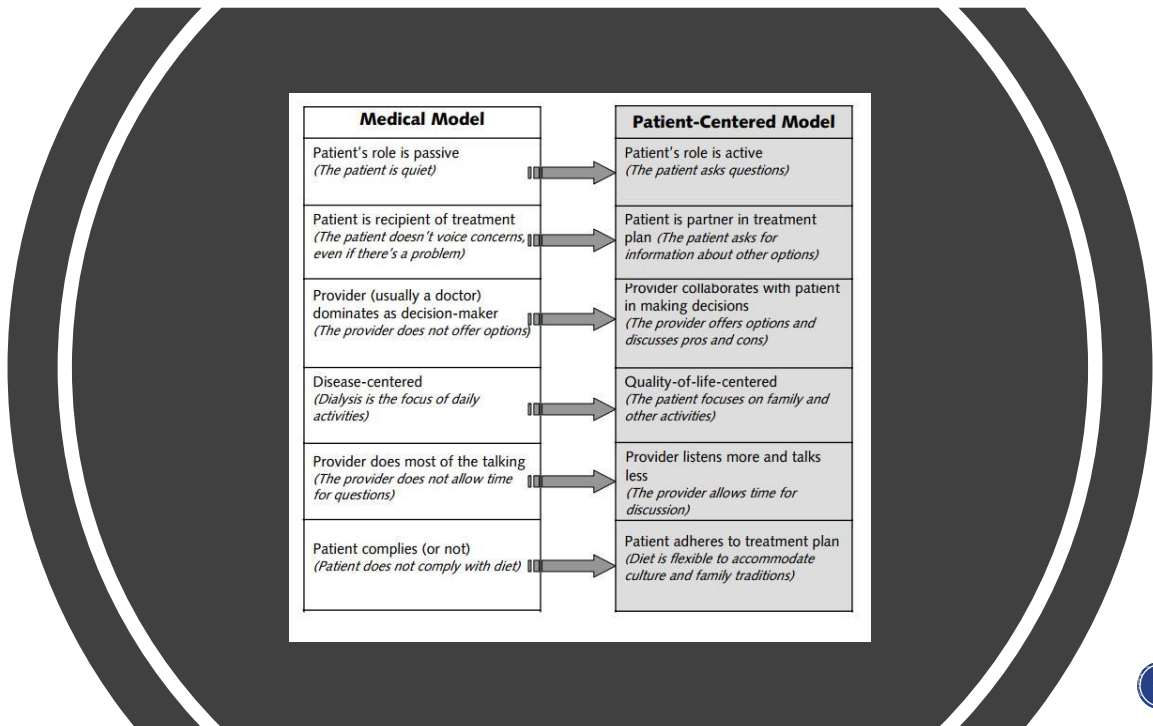 Medical Model
Patient's role is passive
(The patient is quiet)
Patient is recipient of treatment
(The patient doesn't voice concerns,
even if there's a problem)
Provider (usually a doctor)
dominates as decision-maker
(The provider does not offer options)
Disease-centered
(Dialysis is the focus of daily
activities)
Provider does most of the talking
(The provider does not allow time
for questions)
Patient complies (or not)
(Patient does not comply with diet)
Patient-Centered Model
Patient's role is active
(The patient asks questions)
Patient is partner in treatment
plan (The patient asks for
information about other options)
Provider collaborates with patient
in making decisions
(The provider offers options and
discusses pros and cons)
Quality-of-life-centered
(The patient focuses on family and
other activities)
Provider listens more and talks
less
(The provider allows time for
discussion)
Patient adheres to treatment plan
(Diet is flexible to accommodate
culture and family traditions)